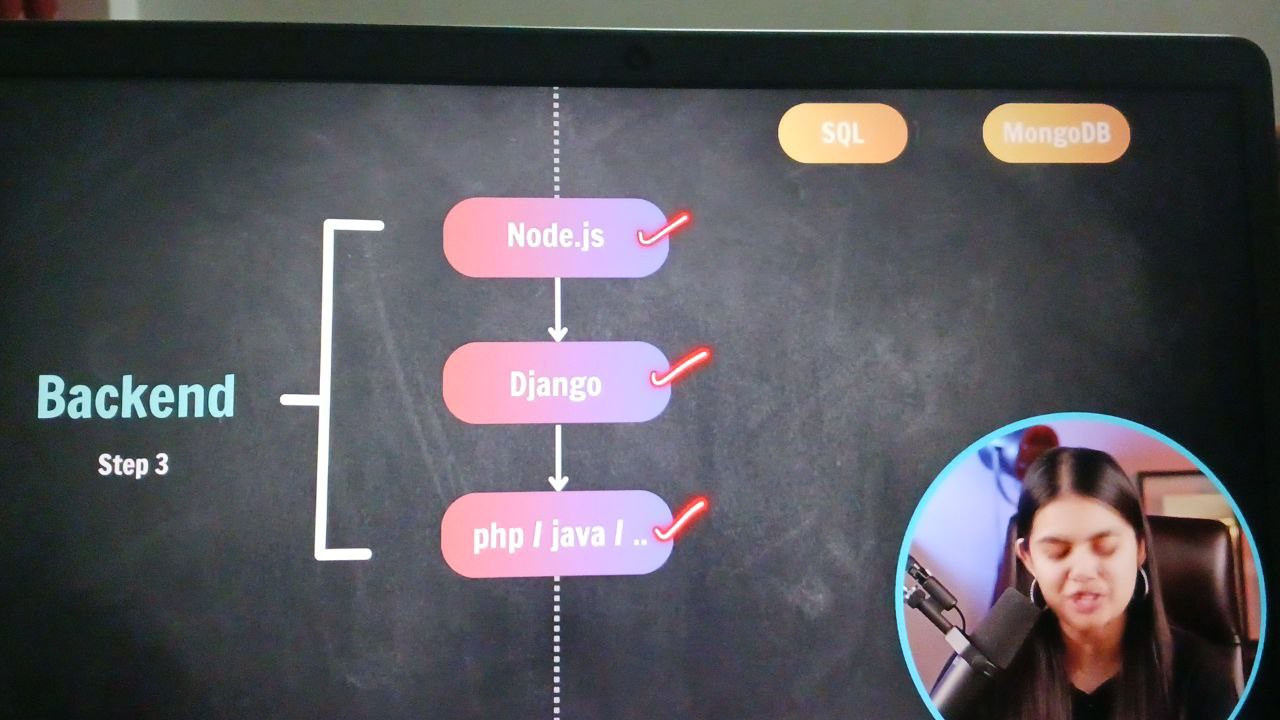 SQL
MongoDB
Node.js
Django
Backend
Step 3
php / java / ..